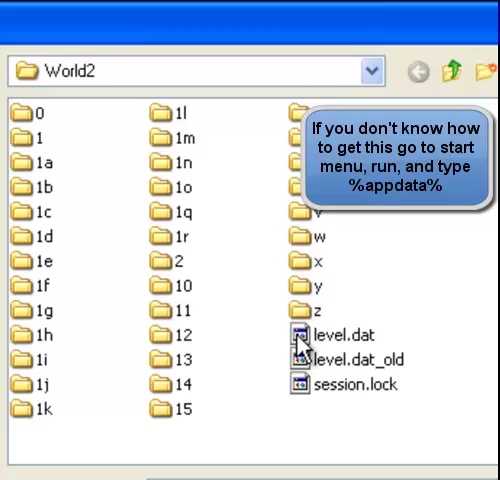 World2
0
1
1a
1b
1c
1d
1e
1f
1g
1h
1i
1j
1k
1l
1m
1n
1o
1q
1r
2
10
11
12
13
14
15
If you don't know how
to get this go to start
menu, run, and type
%appdata%
w
x
y
z
level.dat
level.dat_old
session.lock